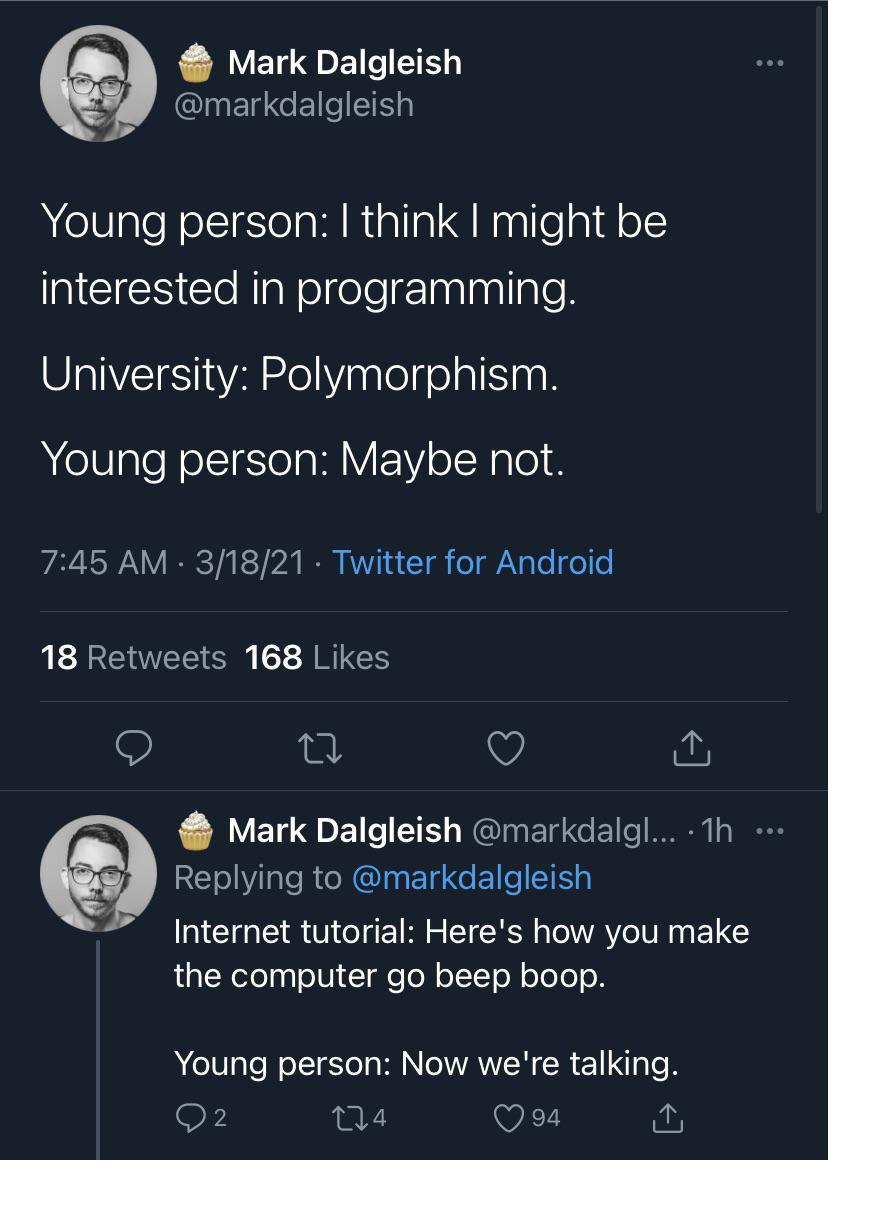 🧁 Mark Dalgleish
@markdalgleish
Young person: I think I might be
interested in programming.
University: Polymorphism.
Young person: Maybe not.
7:45 AM · 3/18/21 · Twitter for Android
18 Retweets 168 Likes
🧁 Mark Dalgleish @markdalgl... · 1h
Replying to @markdalgleish
Internet tutorial: Here's how you make
the computer go beep boop.
Young person: Now we're talking.
2 4 94